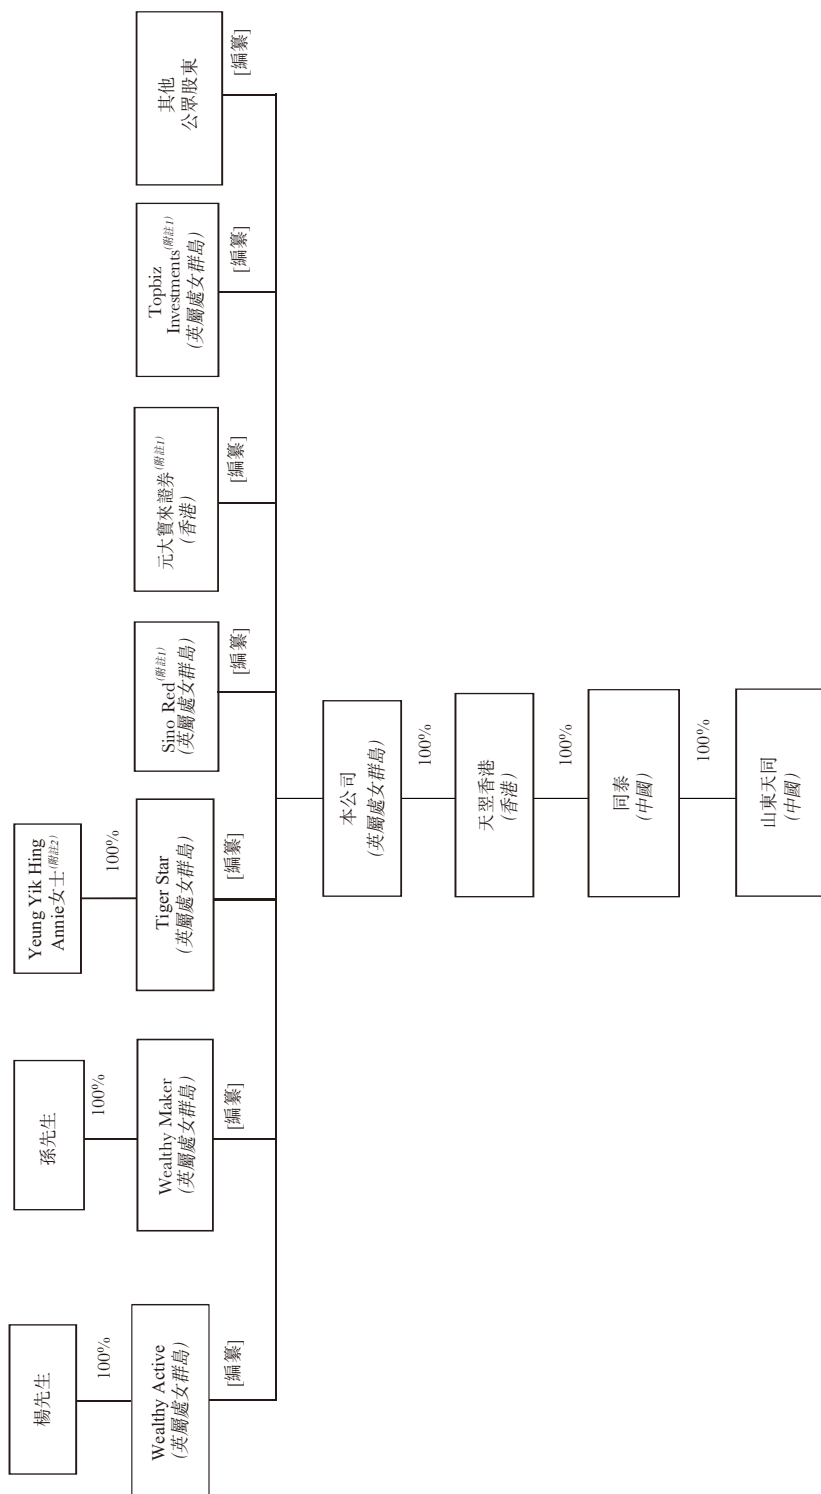 楊先生
孫先生
Yeung Yik Hing
Annie女士(附註2)
100%
100%
100%
Wealthy Active
(英屬處女群島)
Wealthy Maker
(英屬處女群島)
Tiger Star
(英屬處女群島)
Sino Red(附註1)
(英屬處女群島)
元大寶來證券(附註1)
(香港)
Topbiz
Investments(附註1)
(英屬處女群島)
其他
公眾股東
[編纂]
[編纂]
[編纂]
[編纂]
[編纂]
[編纂]
[編纂]
本公司
(英屬處女群島)
100%
天翌香港
(香港)
100%
同泰
(中國)
100%
山東天同
(中國)